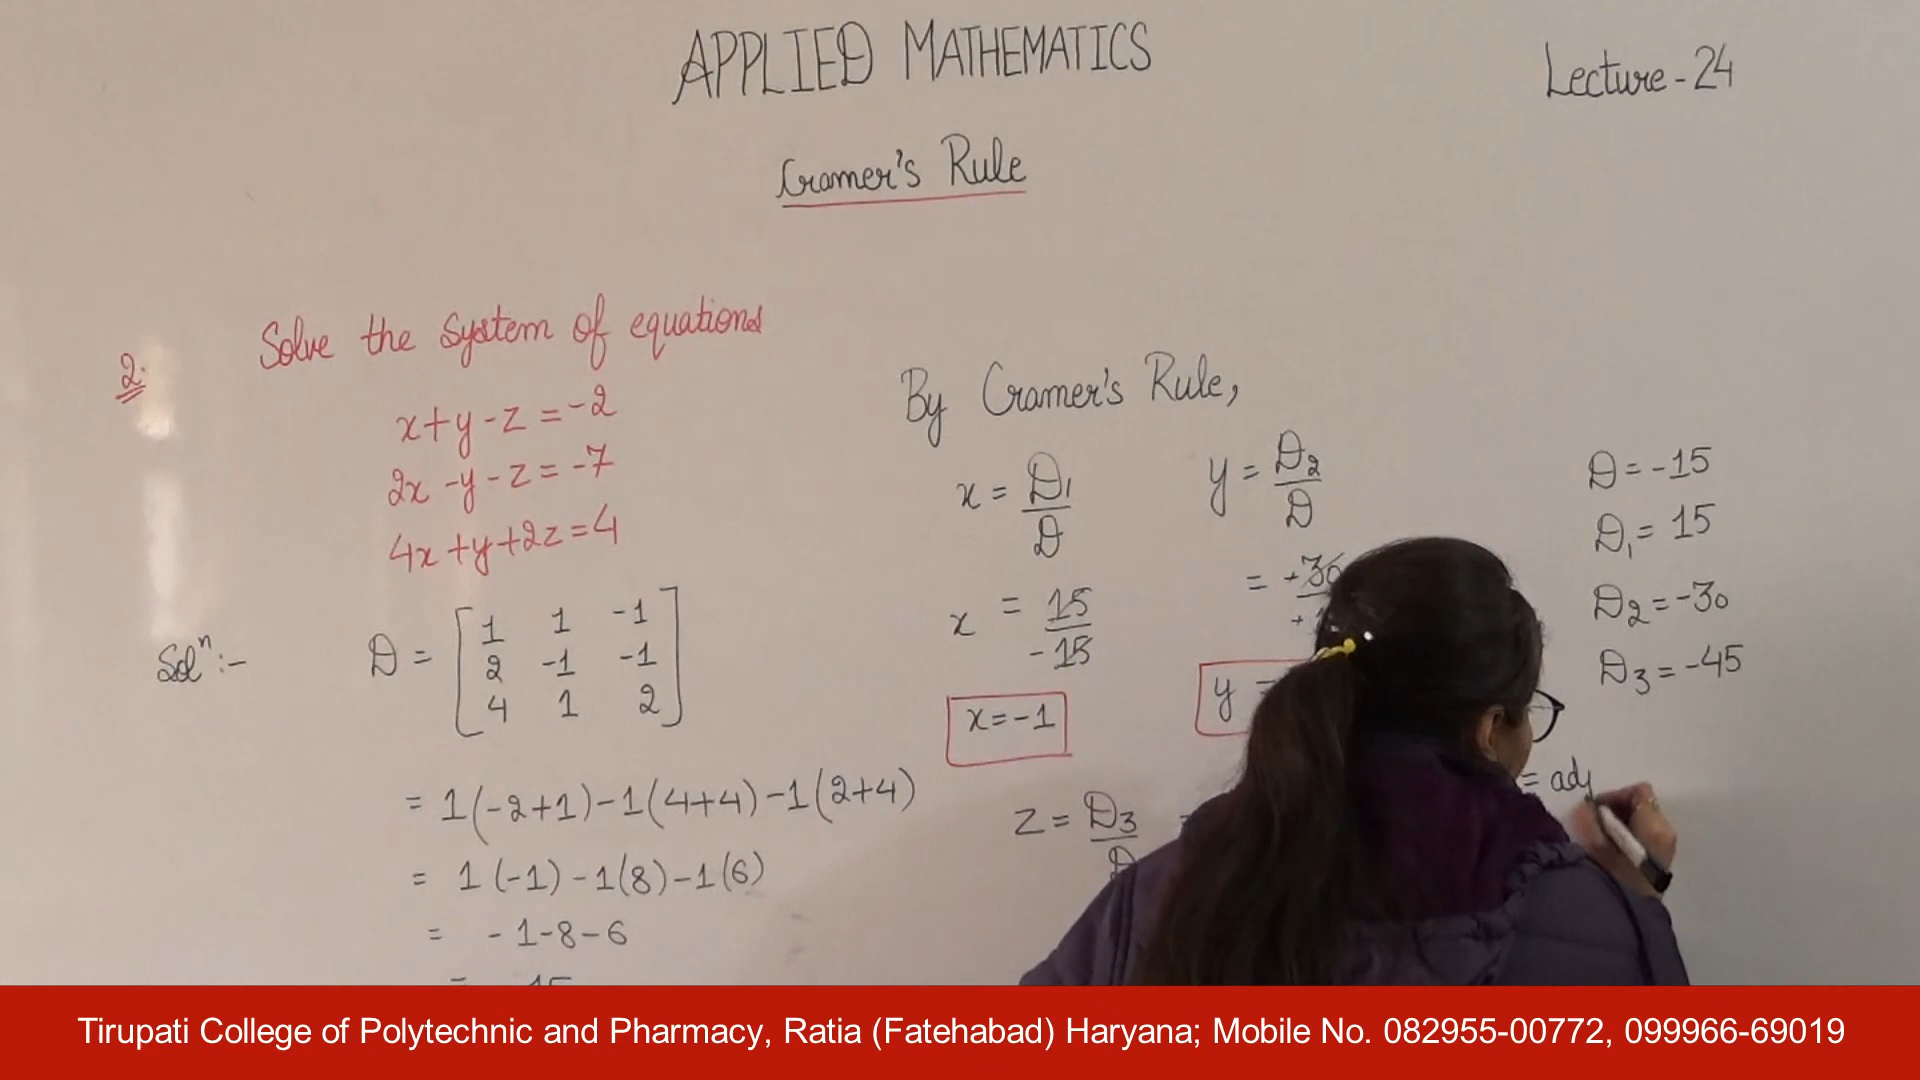 APPLIED MATHEMATICS
Lecture-24
Cramer's Rule
2.
Solve the system of equations
x+y-z=-2
2x-y-z=-7
4x+y+2z=4
Solⁿ:-
D = [
1 1 -1
2 -1 -1
4 1 2
]
= 1(-2+1)-1(4+4)-1(2+4)
= 1(-1)-1(8)-1(6)
= -1-8-6
By Cramer's Rule,
x = D₁/D
x = 15/-15
x=-1
y = D₂/D
= +30
y =
z = D₃/D
D=-15
D₁=15
D₂=-30
D₃=-45
= adj
Tirupati College of Polytechnic and Pharmacy, Ratia (Fatehabad) Haryana; Mobile No. 082955-00772, 099966-69019